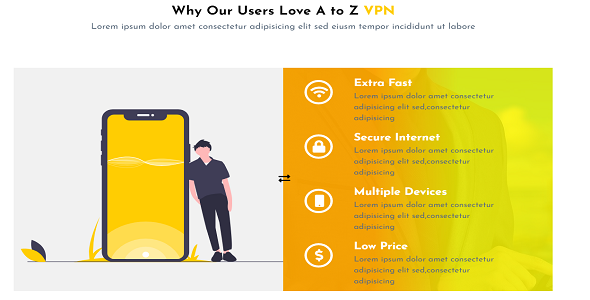 Why Our Users Love A to Z VPN
Lorem ipsum dolor amet consectetur adipisicing elit sed eiusm tempor incididunt ut labore
Extra Fast
Lorem ipsum dolor amet consectetur
adipisicing elit sed,consectetur
adipisicing
Secure Internet
Lorem ipsum dolor amet consectetur
adipisicing elit sed,consectetur
adipisicing
Multiple Devices
Lorem ipsum dolor amet consectetur
adipisicing elit sed,consectetur
adipisicing
Low Price
Lorem ipsum dolor amet consectetur
adipisicing elit sed,consectetur
adipisicing